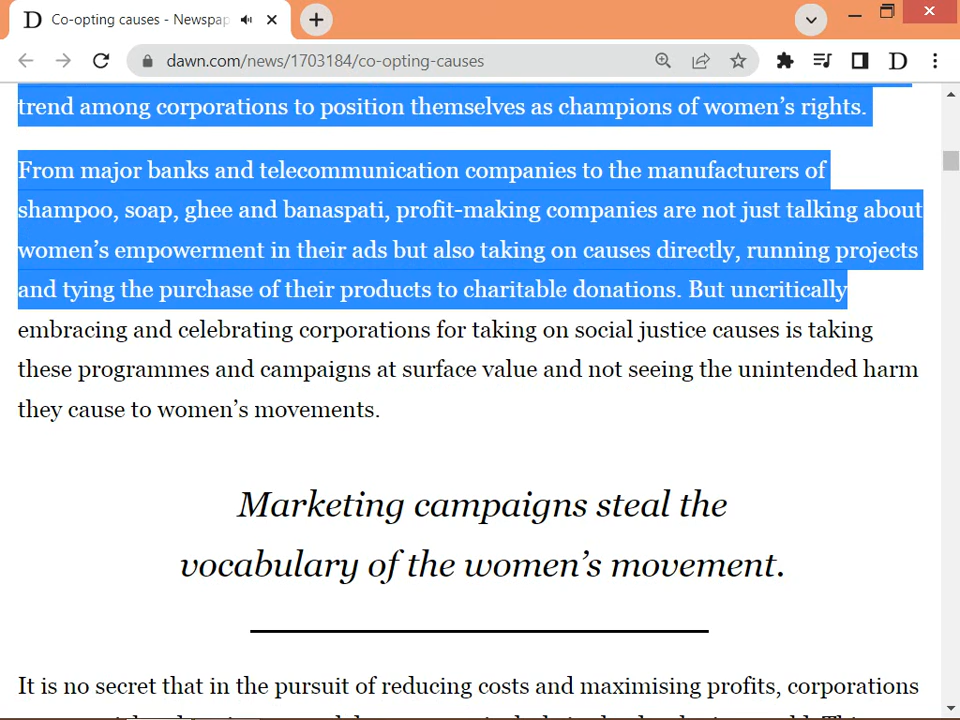 D Co-opting causes - Newspap
dawn.com/news/1703184/co-opting-causes D
trend among corporations to position themselves as champions of women’s rights.
From major banks and telecommunication companies to the manufacturers of
shampoo, soap, ghee and banaspati, profit-making companies are not just talking about
women’s empowerment in their ads but also taking on causes directly, running projects
and tying the purchase of their products to charitable donations. But uncritically
embracing and celebrating corporations for taking on social justice causes is taking
these programmes and campaigns at surface value and not seeing the unintended harm
they cause to women’s movements.
Marketing campaigns steal the
vocabulary of the women’s movement.
It is no secret that in the pursuit of reducing costs and maximising profits, corporations